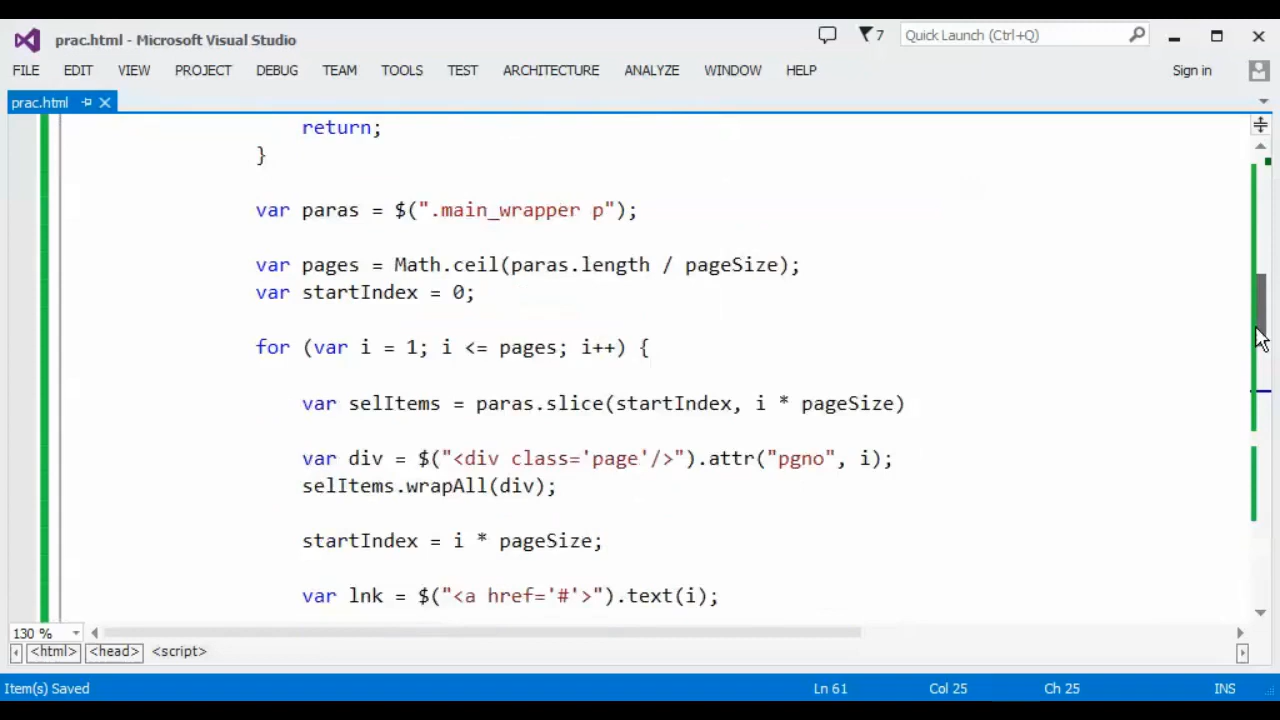 prac.html - Microsoft Visual Studio
7
Quick Launch (Ctrl+Q)
FILE EDIT VIEW PROJECT DEBUG TEAM TOOLS TEST ARCHITECTURE ANALYZE WINDOW HELP
Sign in
prac.html
return;
}
var paras = $(".main_wrapper p");
var pages = Math.ceil(paras.length / pageSize);
var startIndex = 0;
for (var i = 1; i <= pages; i++) {
var selItems = paras.slice(startIndex, i * pageSize)
var div = $("<div class='page'/>").attr("pgno", i);
selItems.wrapAll(div);
startIndex = i * pageSize;
var lnk = $("<a href='#'>").text(i);
130 %
<html> <head> <script>
Item(s) Saved Ln 61 Col 25 Ch 25 INS